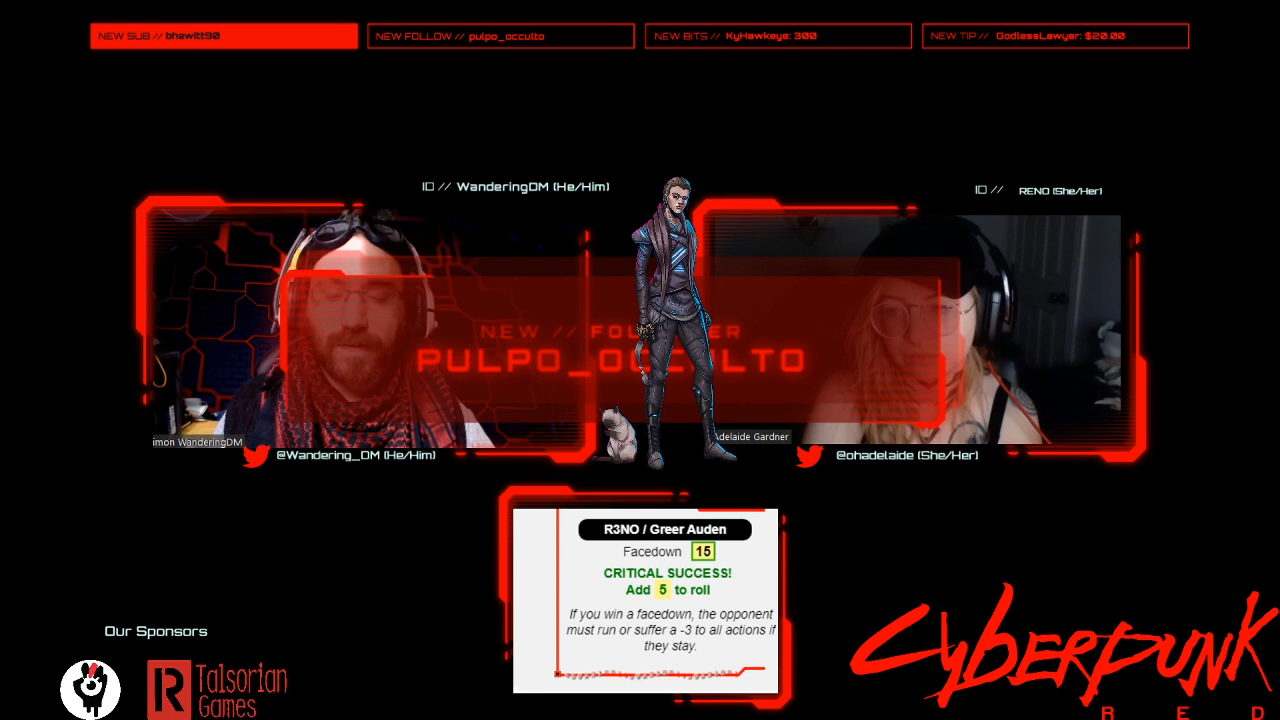 NEW SUB // bhewitt90
NEW FOLLOW // pulpo_occulto
NEW BITS // KyHawkeye: 300
NEW TIP // GodlessLawyer: $20.00
ID // WanderingDM (He/Him)
ID // RENO (She/Her)
NEW // FOLLOWER
PULPO_OCCULTO
imon WanderingDM
Adelaide Gardner
@Wandering_DM (He/Him)
@ohadelaide (She/Her)
R3NO / Greer Auden
Facedown 15
CRITICAL SUCCESS!
Add 5 to roll
If you win a facedown, the opponent
must run or suffer a -3 to all actions if
they stay.
Our Sponsors
R Talsorian
Games
Cyberpunk
RED